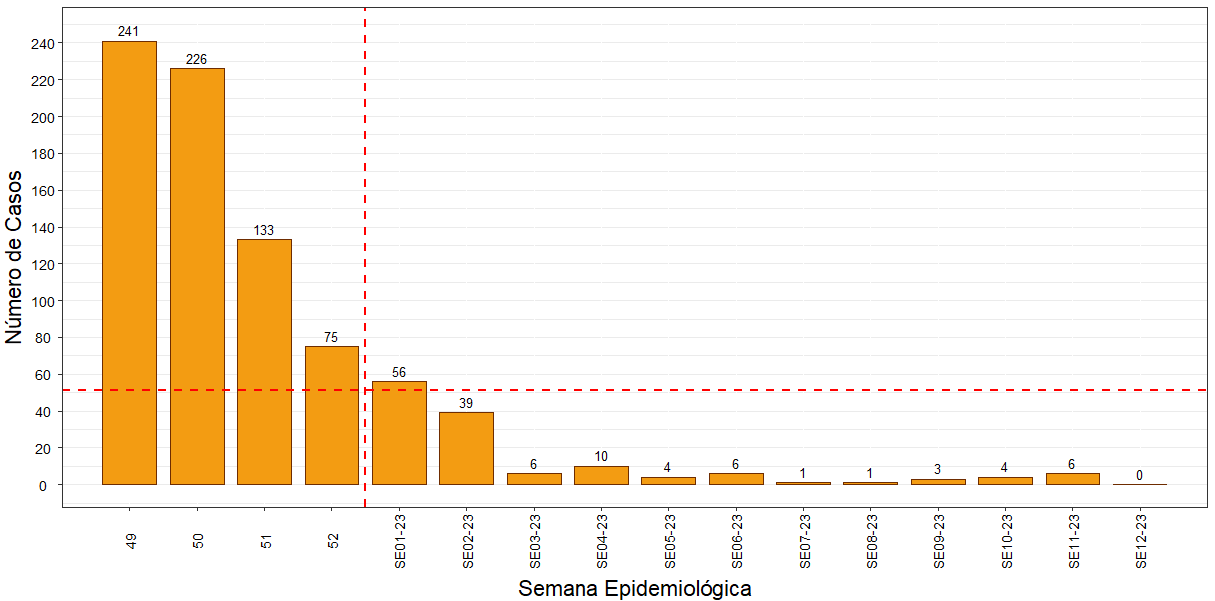 Número de Casos
240
220
200
180
160
140
120
100
80
60
40
20
0
241
226
133
75
56
39
6
10
4
6
1
1
3
4
6
0
49
50
51
52
SE01-23
SE02-23
SE03-23
SE04-23
SE05-23
SE06-23
SE07-23
SE08-23
SE09-23
SE10-23
SE11-23
SE12-23
Semana Epidemiológica